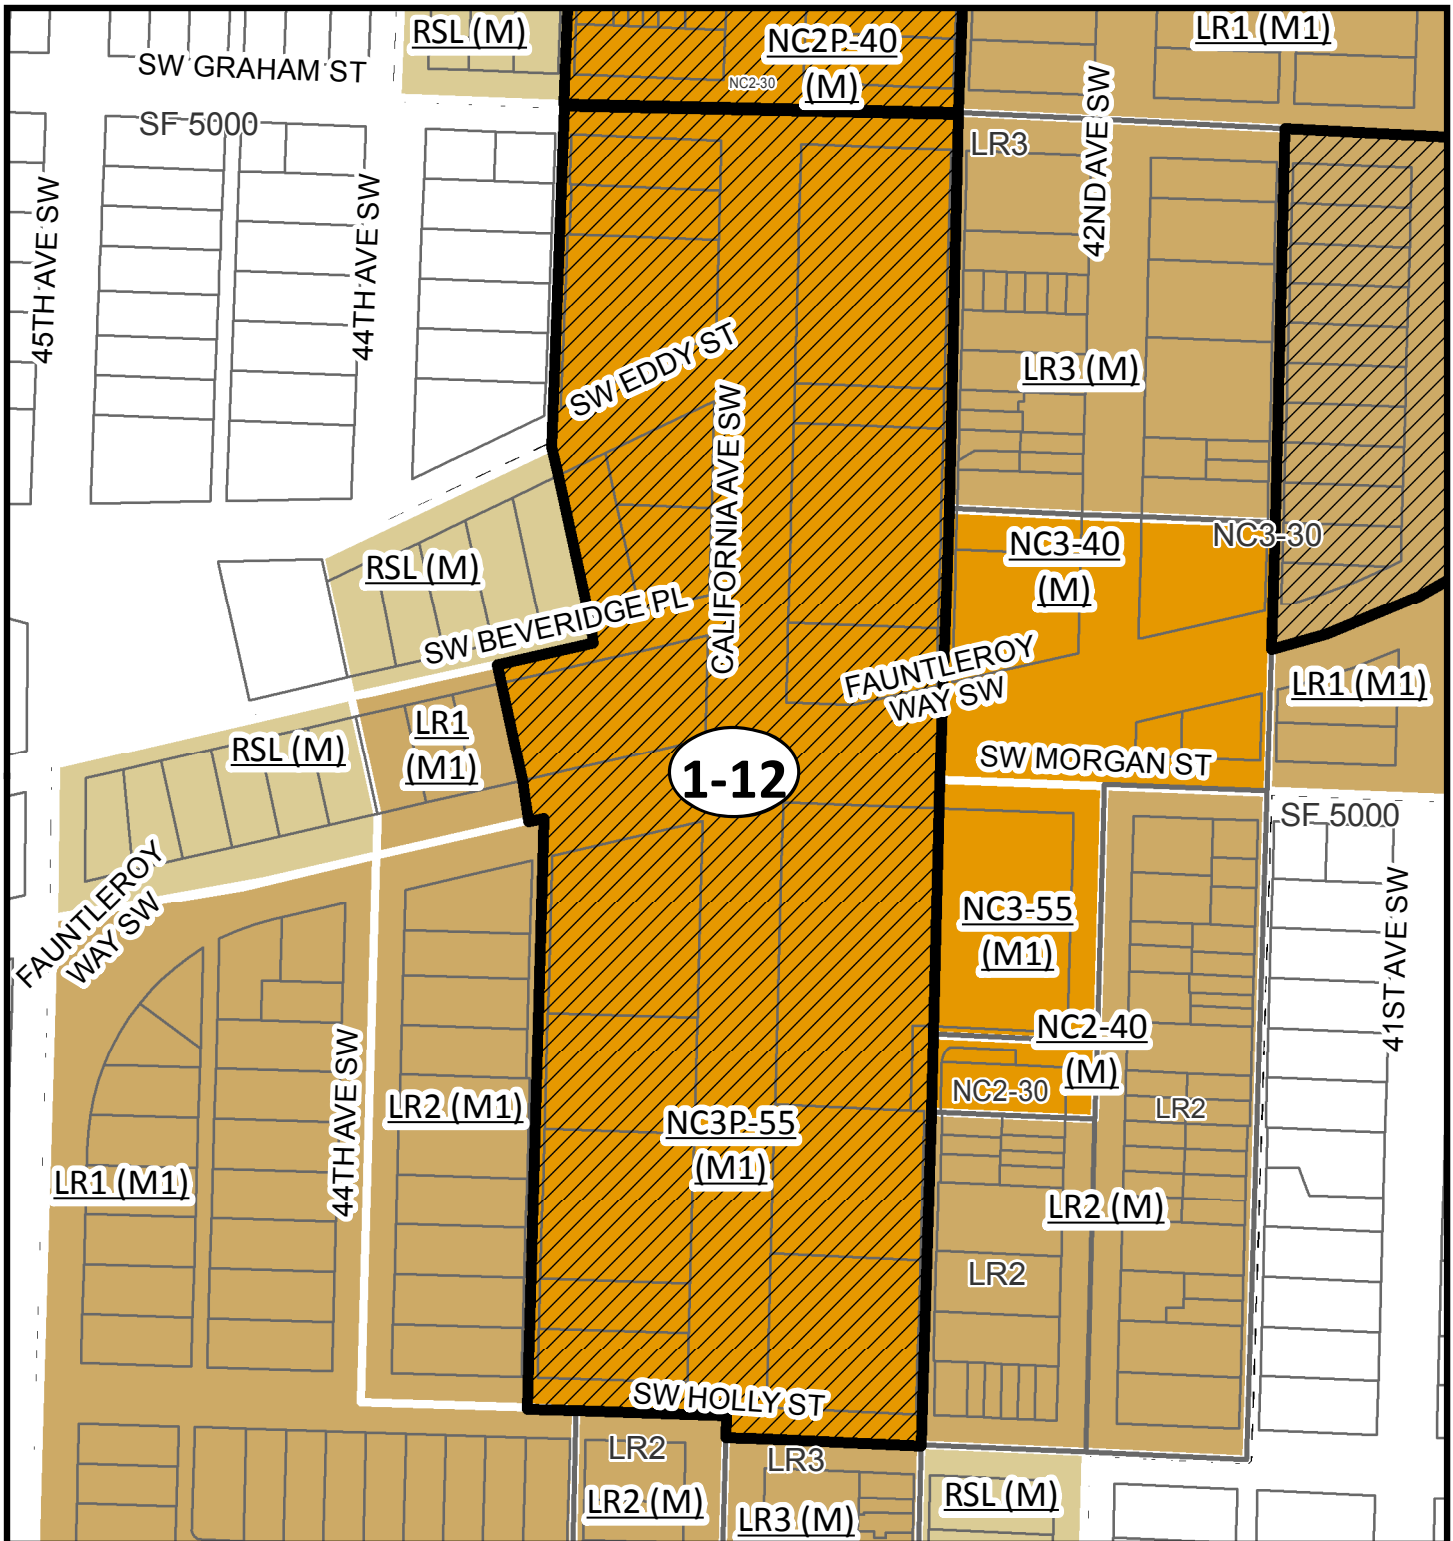 RSL (M)
NC2P-40
(M)
NC2-30
LR1 (M1)
SW GRAHAM ST
SF 5000
LR3
42ND AVE SW
45TH AVE SW
44TH AVE SW
SW EDDY ST
LR3 (M)
CALIFORNIA AVE SW
NC3-40
(M)
NC3-30
RSL (M)
SW BEVERIDGE PL
FAUNTLEROY
WAY SW
LR1 (M1)
LR1
(M1)
RSL (M)
1-12
SW MORGAN ST
SF 5000
FAUNTLEROY
WAY SW
NC3-55
(M1)
41ST AVE SW
NC2-40
(M)
NC2-30
LR2
44TH AVE SW
LR2 (M1)
NC3P-55
(M1)
LR1 (M1)
LR2 (M)
LR2
SW HOLLY ST
LR2
LR3
LR2 (M)
LR3 (M)
RSL (M)